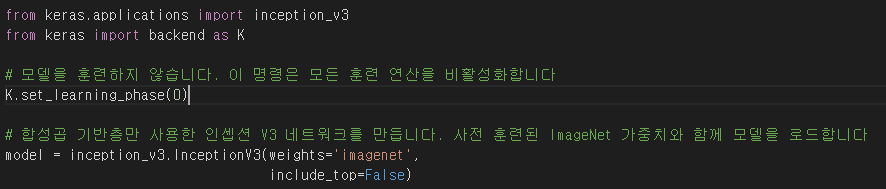 from keras.applications import inception_v3
from keras import backend as K
# 모델을 훈련하지 않습니다. 이 명령은 모든 훈련 연산을 비활성화합니다
K.set_learning_phase(0)
# 합성곱 기반층만 사용한 인셉션 V3 네트워크를 만듭니다. 사전 훈련된 ImageNet 가중치와 함께 모델을 로드합니다
model = inception_v3.InceptionV3(weights='imagenet',
include_top=False)